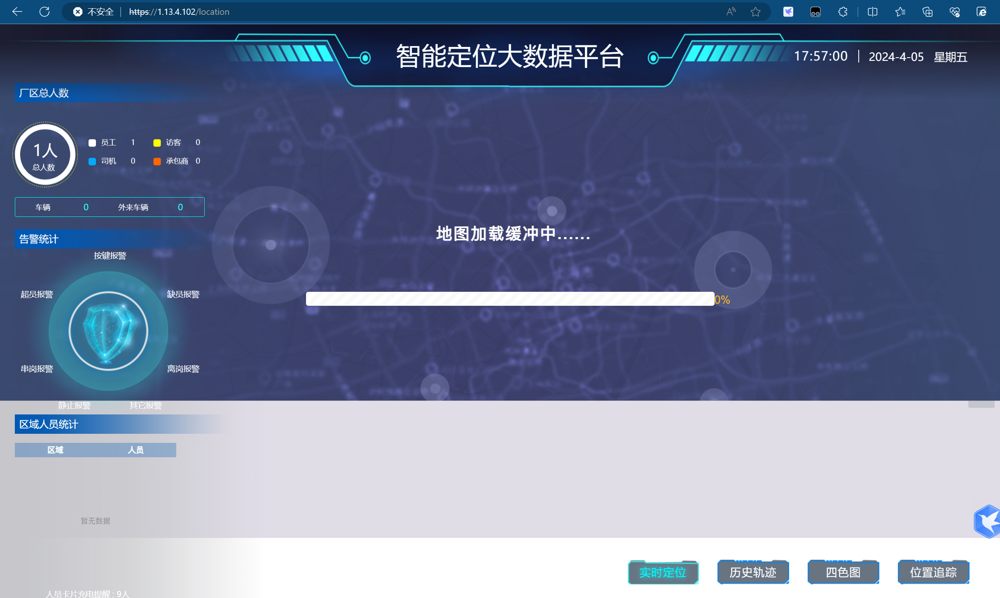 不安全 https://1.13.4.102/location
智能定位大数据平台
17:57:00 2024-4-05 星期五
厂区总人数
1人
总人数
员工 1 访客 0
司机 0 承包商 0
车辆 0 外来车辆 0
告警统计
按键报警
超员报警 缺员报警
串岗报警 离岗报警
静止报警 其它报警
地图加载缓冲中......
0%
区域人员统计
区域 人员
暂无数据
人员卡片充电提醒 : 9人
实时定位 历史轨迹 四色图 位置追踪